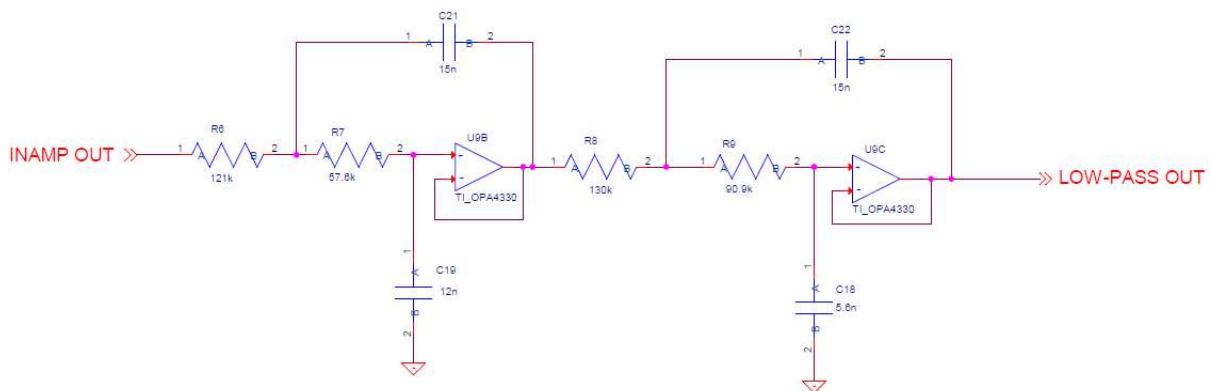 C21
1 A B 2
15n
C22
1 A B 2
15n
INAMP OUT
R6
1 A B 2
121k
R7
1 A B 2
57.6k
U9B
-
-
TI_OPA4330
R8
1 A B 2
130k
R9
1 A B 2
90.9k
U9C
-
-
TI_OPA4330
LOW-PASS OUT
1
A
C19
12n
B
2
1
A
C18
5.6n
B
2